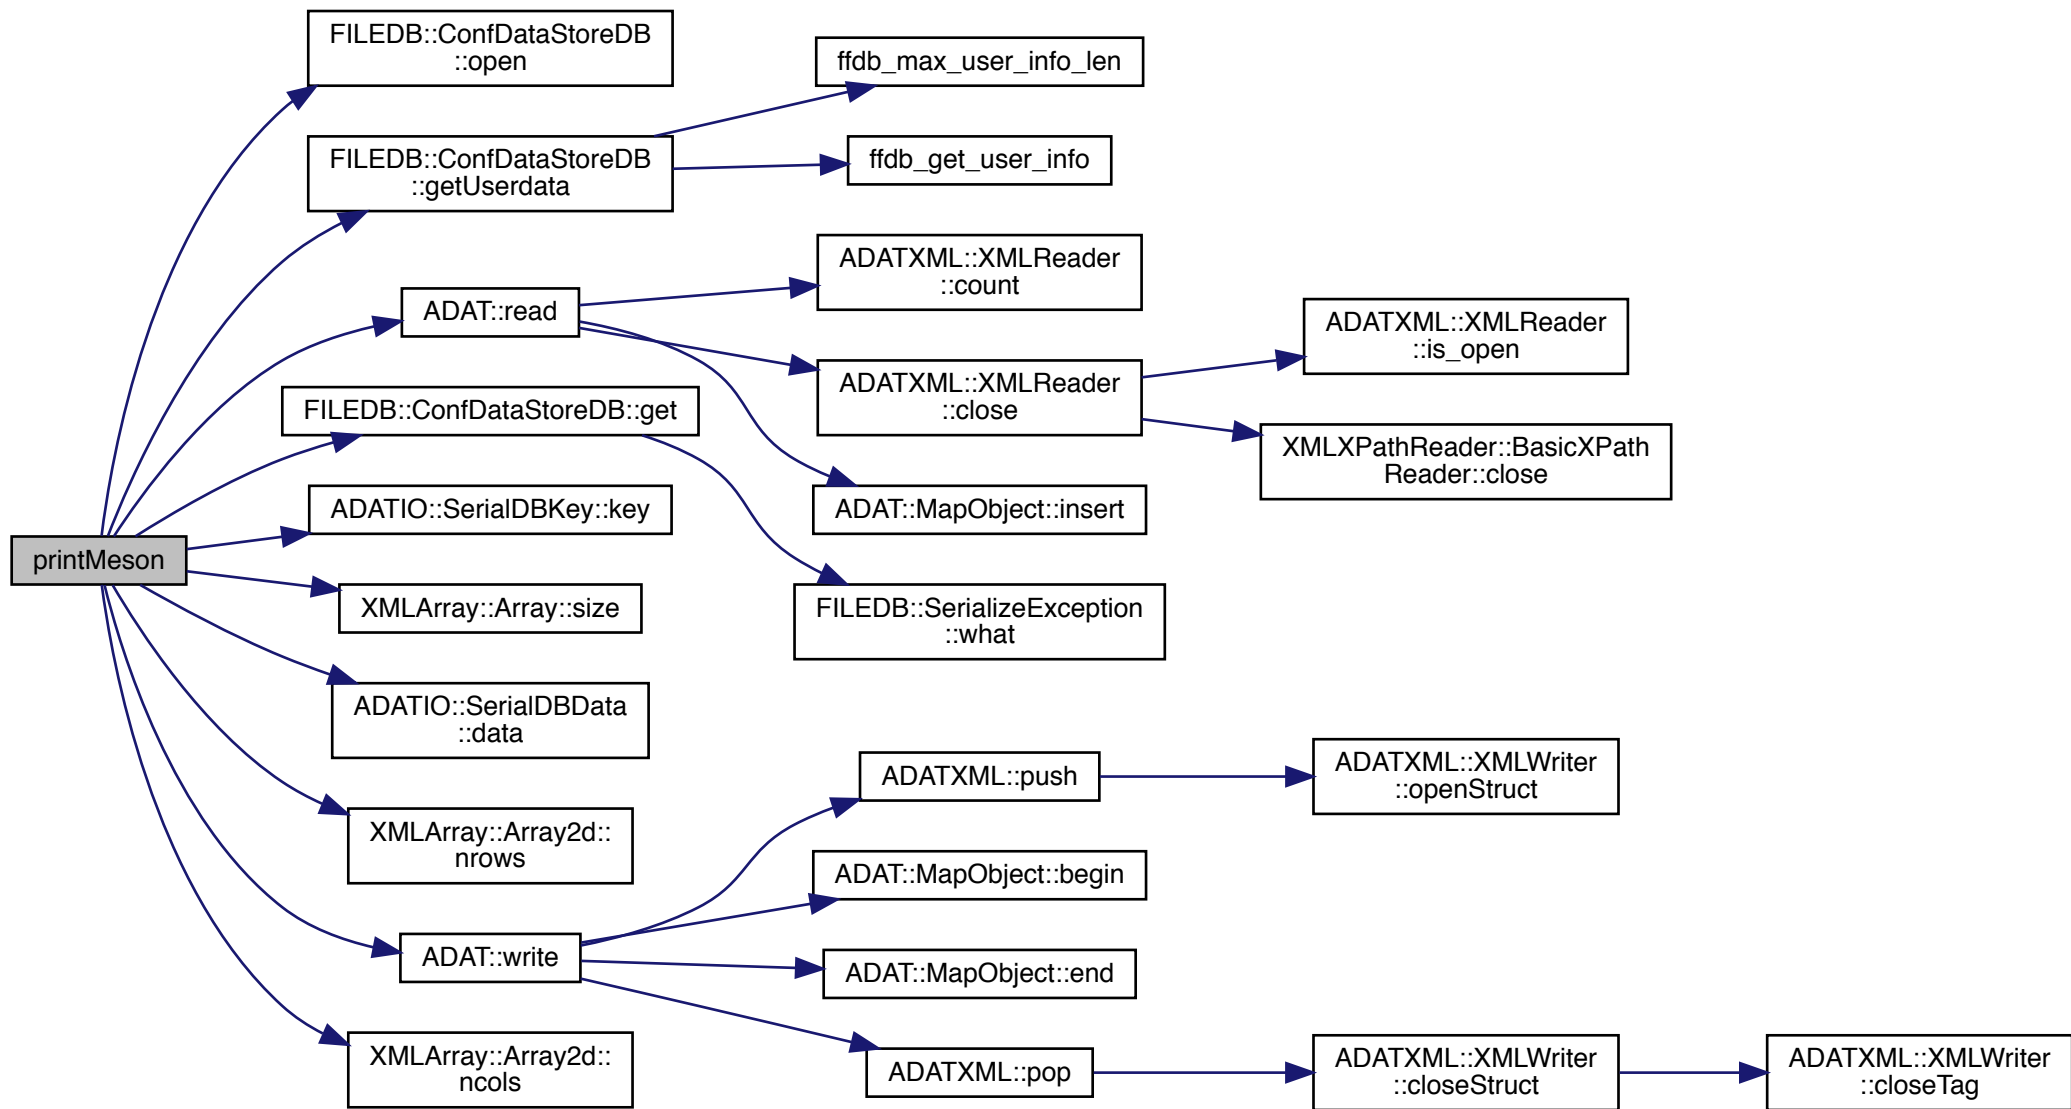 printMeson
FILEDB::ConfDataStoreDB
::open
FILEDB::ConfDataStoreDB
::getUserdata
ADAT::read
FILEDB::ConfDataStoreDB::get
ADATIO::SerialDBKey::key
XMLArray::Array::size
ADATIO::SerialDBData
::data
XMLArray::Array2d::
nrows
ADAT::write
XMLArray::Array2d::
ncols
ffdb_max_user_info_len
ffdb_get_user_info
ADATXML::XMLReader
::count
ADATXML::XMLReader
::close
ADAT::MapObject::insert
FILEDB::SerializeException
::what
ADATXML::push
ADAT::MapObject::begin
ADAT::MapObject::end
ADATXML::pop
ADATXML::XMLReader
::is_open
XMLXPathReader::BasicXPath
Reader::close
ADATXML::XMLWriter
::openStruct
ADATXML::XMLWriter
::closeStruct
ADATXML::XMLWriter
::closeTag